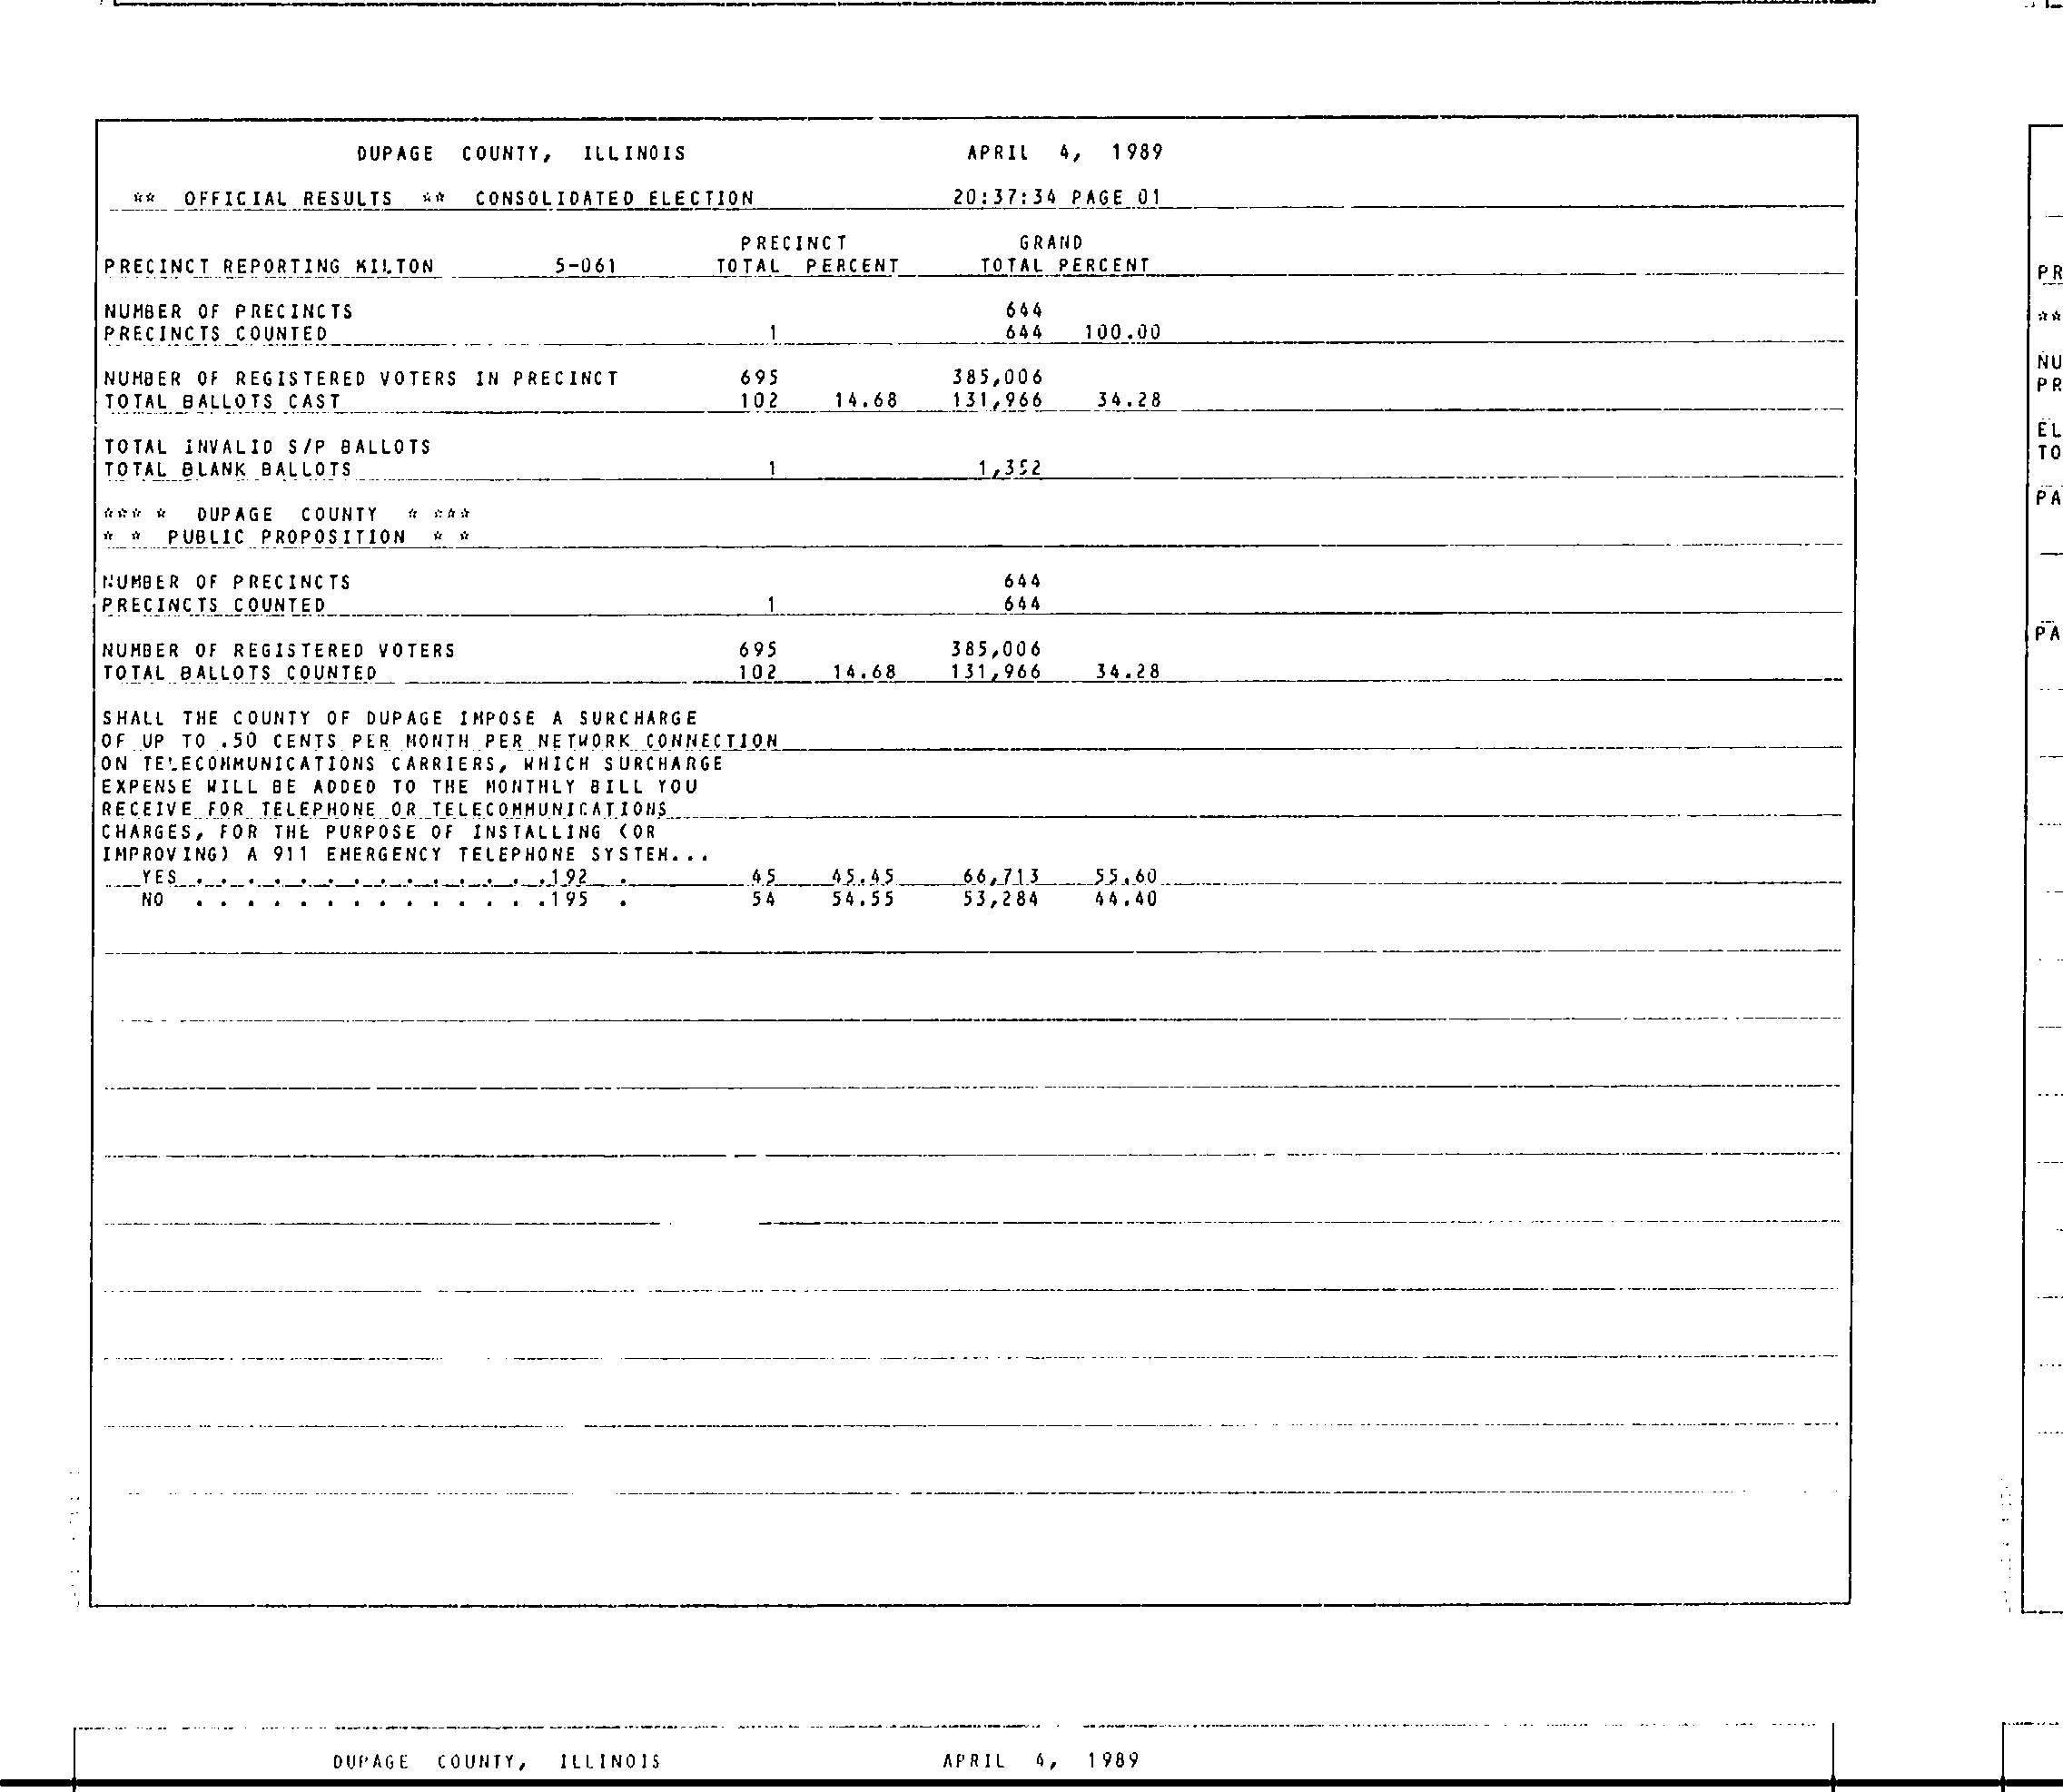 DUPAGE COUNTY, ILLINOIS APRIL 4, 1989
** OFFICIAL RESULTS ** CONSOLIDATED ELECTION 20:37:34 PAGE 01
PRECINCT GRAND
PRECINCT REPORTING MILTON 5-061 TOTAL PERCENT TOTAL PERCENT
NUMBER OF PRECINCTS 644
PRECINCTS COUNTED 1 644 100.00
NUMBER OF REGISTERED VOTERS IN PRECINCT 695 385,006
TOTAL BALLOTS CAST 102 14.68 131,966 34.28
TOTAL INVALID S/P BALLOTS
TOTAL BLANK BALLOTS 1 1,352
*** * DUPAGE COUNTY * ***
* * PUBLIC PROPOSITION * *
NUMBER OF PRECINCTS 644
PRECINCTS COUNTED 1 644
NUMBER OF REGISTERED VOTERS 695 385,006
TOTAL BALLOTS COUNTED 102 14.68 131,966 34.28
SHALL THE COUNTY OF DUPAGE IMPOSE A SURCHARGE
OF UP TO .50 CENTS PER MONTH PER NETWORK CONNECTION
ON TELECOMMUNICATIONS CARRIERS, WHICH SURCHARGE
EXPENSE WILL BE ADDED TO THE MONTHLY BILL YOU
RECEIVE FOR TELEPHONE OR TELECOMMUNICATIONS
CHARGES, FOR THE PURPOSE OF INSTALLING (OR
IMPROVING) A 911 EMERGENCY TELEPHONE SYSTEM...
YES . . . . . . . . . . . . . .192 . 45 45.45 66,713 55.60
NO . . . . . . . . . . . . . .195 . 54 54.55 53,284 44.40
DUPAGE COUNTY, ILLINOIS APRIL 4, 1989
PR
**
NU
PR
EL
TO
PA
PA